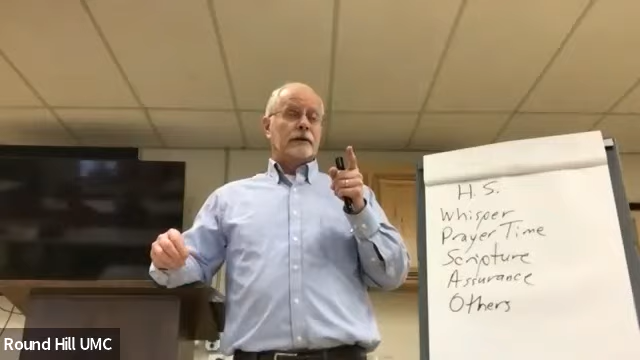 H. S.
Whisper
Prayer Time
Scripture
Assurance
Others
Round Hill UMC